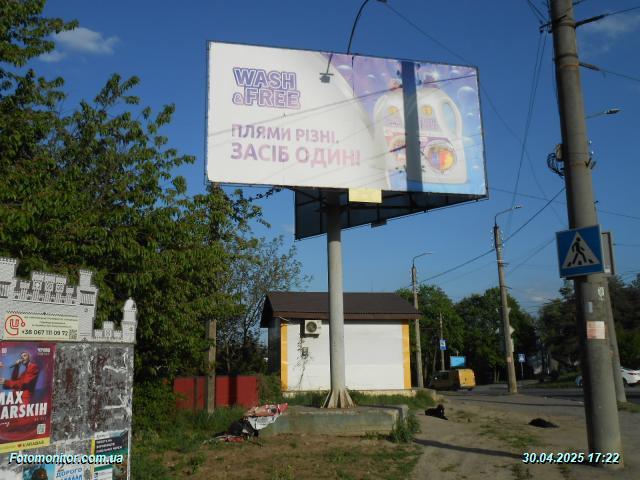 WASH
&FREE
ПЛЯМИ РІЗНІ.
ЗАСІБ ОДИН!
+38 067 111 09 72
MAX
ARSKIH
Fotomonitor.com.ua
30.04.2025 17:22